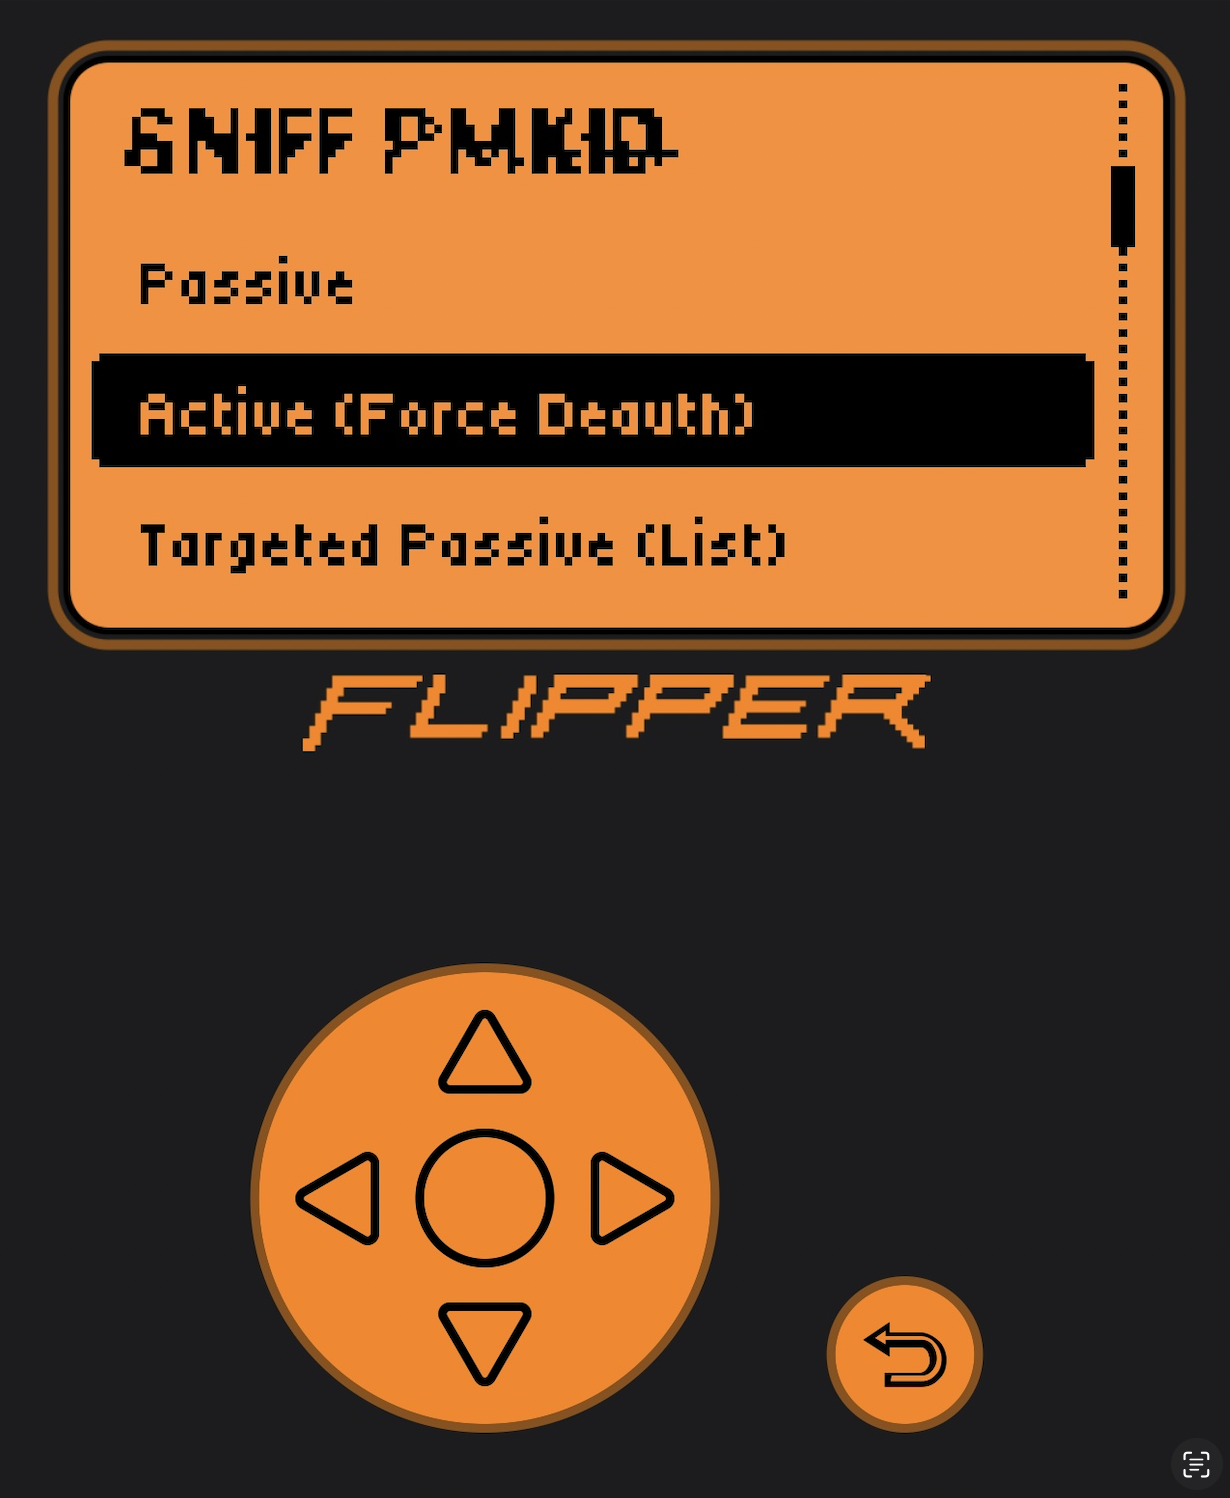 SNIFF PMKID
Passive
Active (Force Deauth)
Targeted Passive (List)
FLIPPER